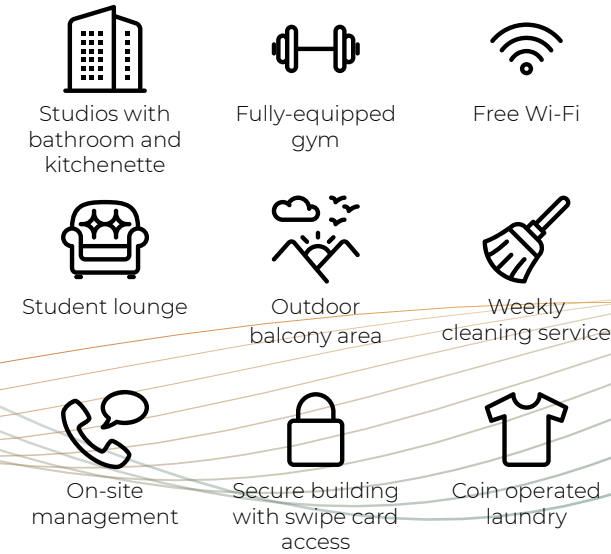 Studios with
bathroom and
kitchenette
Fully-equipped
gym
Free Wi-Fi
Student lounge
Outdoor
balcony area
Weekly
cleaning service
On-site
management
Secure building
with swipe card
access
Coin operated
laundry